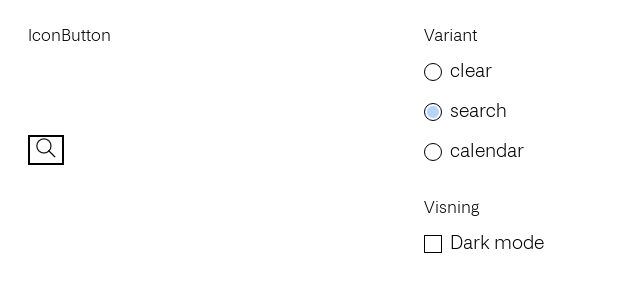 IconButton
Variant
clear
search
calendar
Visning
Dark mode